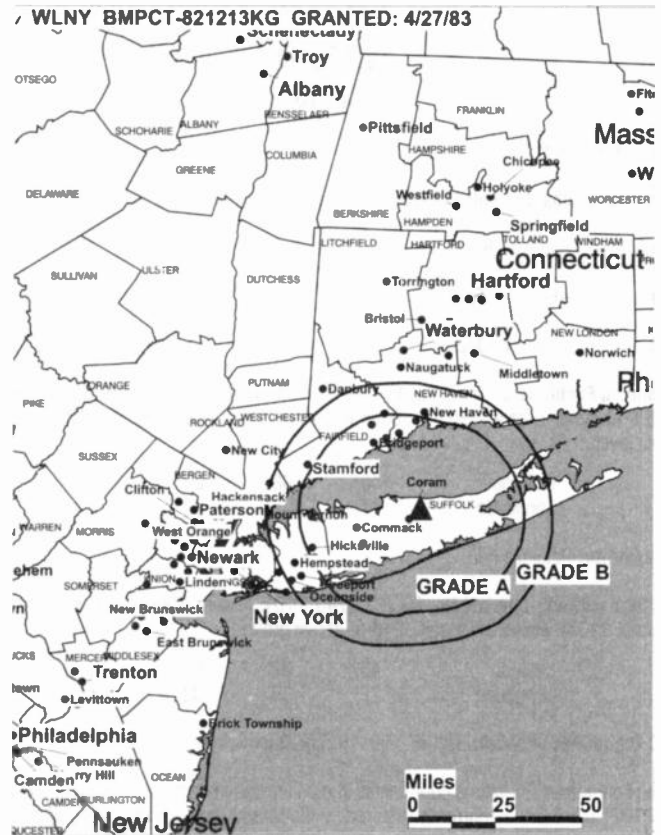 WLNY BMPCT-821213KG GRANTED: 4/27/83
Schenectady
Troy
OTSEGO
Albany
RENSSELAER
SCHOHARIE
ALBANY
Pittsfield
FRANKLIN
Mass
HAMPSHIRE
GREENE
COLUMBIA
Chicopee
DELAWARE
Westfield
Holyoke
WORCESTER
BERKSHIRE
HAMPDEN
Springfield
LITCHFIELD
HARTFORD
TOLLAND
WINDHAM
Connecticut
SULLIVAN
ULSTER
DUTCHESS
Torrington
Hartford
Bristol
Waterbury
NEW LONDON
Norwich
Naugatuck
Middletown
Rh
PIKE
ORANGE
PUTNAM
Danbury
NEW HAVEN
WESTCHESTER
ROCKLAND
New Haven
FAIRFIELD
Bridgeport
SUSSEX
New City
BERGEN
Stamford
Clifton
Hackensack
Coram
Paterson
SUFFOLK
WARREN
MORRIS
West Orange
Commack
Newark
Hicksville
Hempstead
SOMERSET
UNION
Linden
Oceanside
GRADE A
GRADE B
New Brunswick
New York
East Brunswick
MERCER
MIDDLESEX
Trenton
Levittown
Philadelphia
Brick Township
Pennsauken
rry Hill
Camden
OCEAN
CAMDEN
BURLINGTON
Miles
New Jersey
0 25 50